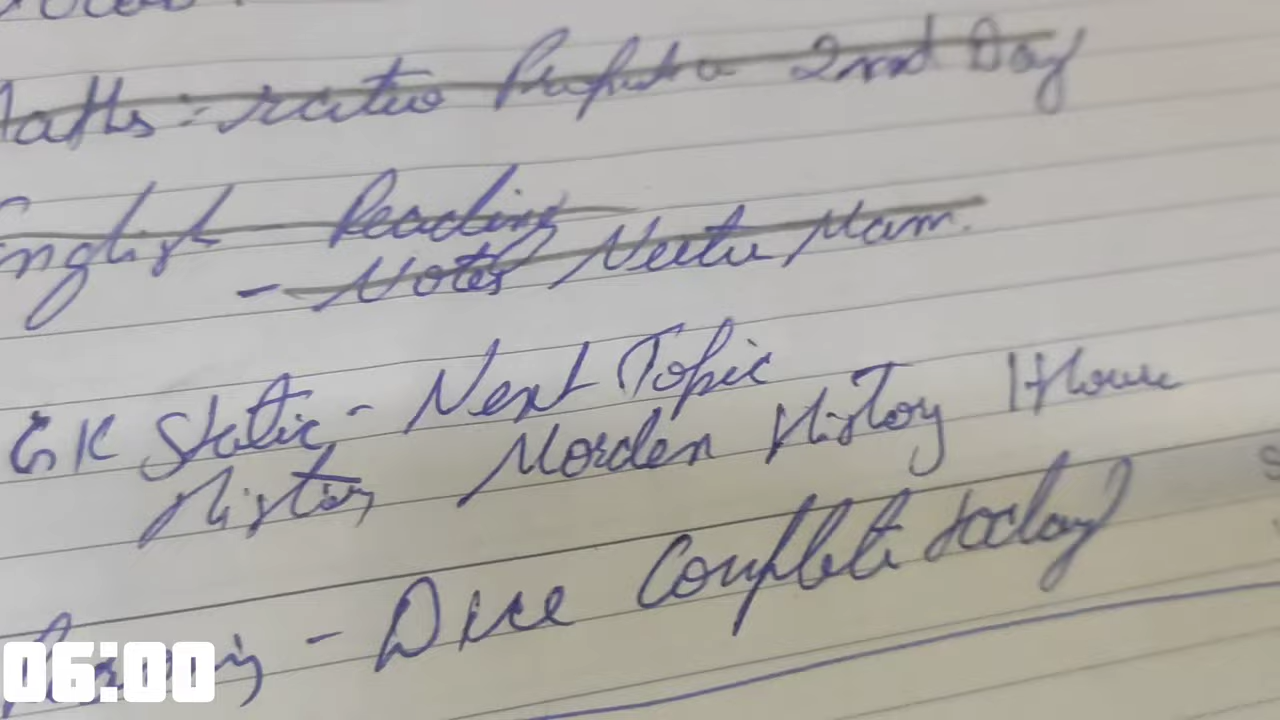 Maths :- ratio 2nd Day
English - Reading
- Notes Neetu Mam.
GK Static - Next Topic
History Morden History 1 Hour
- Dice Complete today
06:00